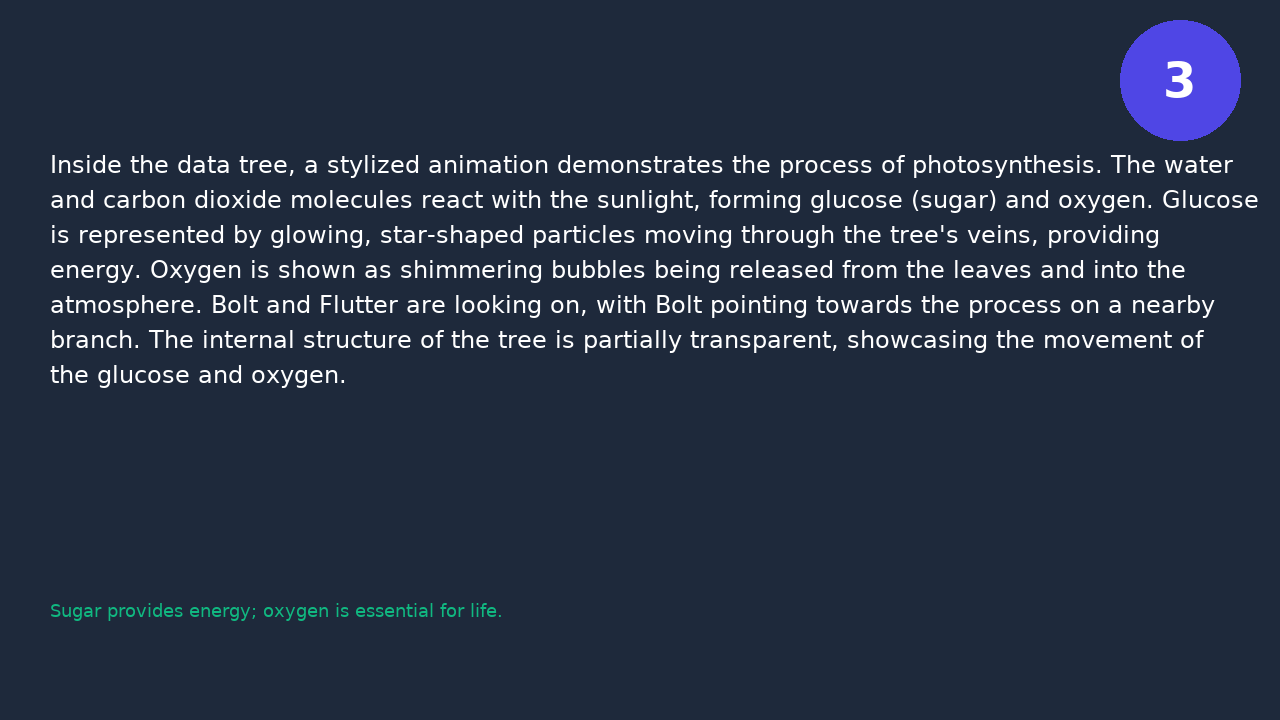 3
Inside the data tree, a stylized animation demonstrates the process of photosynthesis. The water
and carbon dioxide molecules react with the sunlight, forming glucose (sugar) and oxygen. Glucose
is represented by glowing, star-shaped particles moving through the tree's veins, providing
energy. Oxygen is shown as shimmering bubbles being released from the leaves and into the
atmosphere. Bolt and Flutter are looking on, with Bolt pointing towards the process on a nearby
branch. The internal structure of the tree is partially transparent, showcasing the movement of
the glucose and oxygen.
Sugar provides energy; oxygen is essential for life.